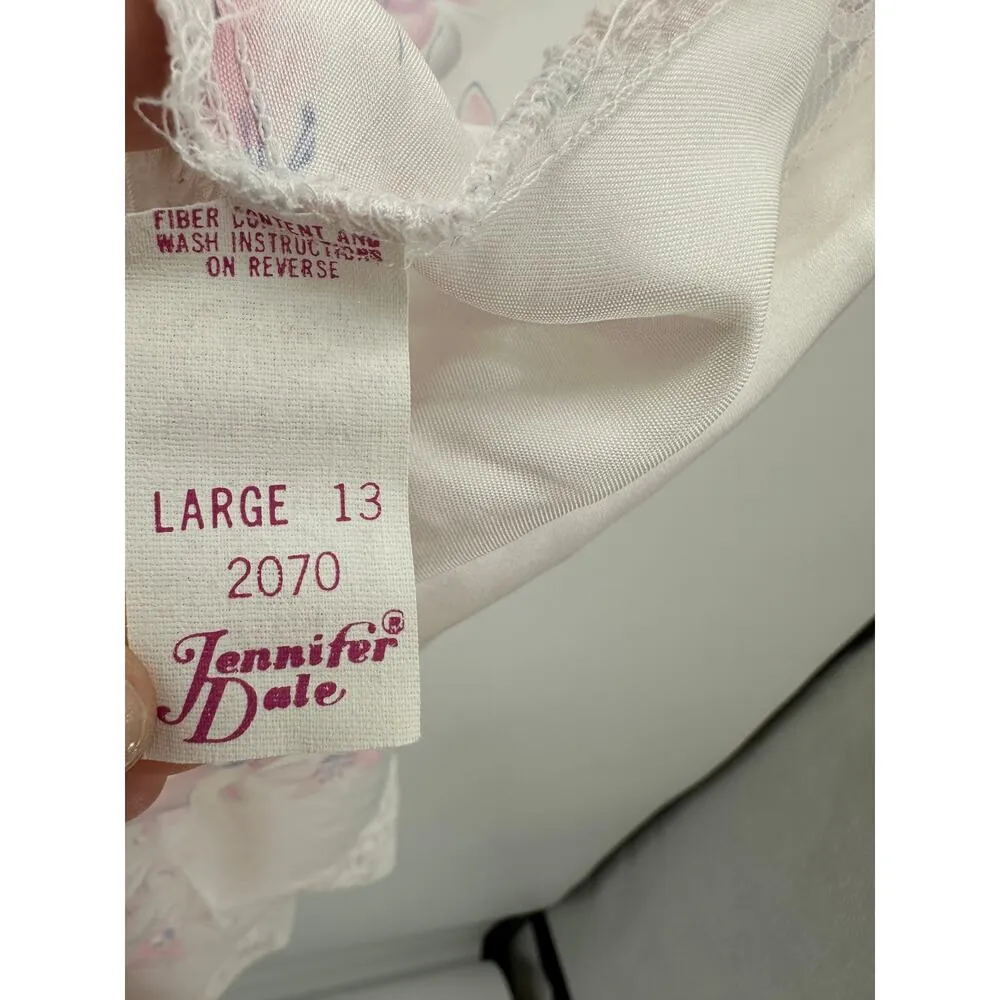 FIBER CONTENT AND
WASH INSTRUCTIONS
ON REVERSE
LARGE 13
2070
Jennifer®
Dale